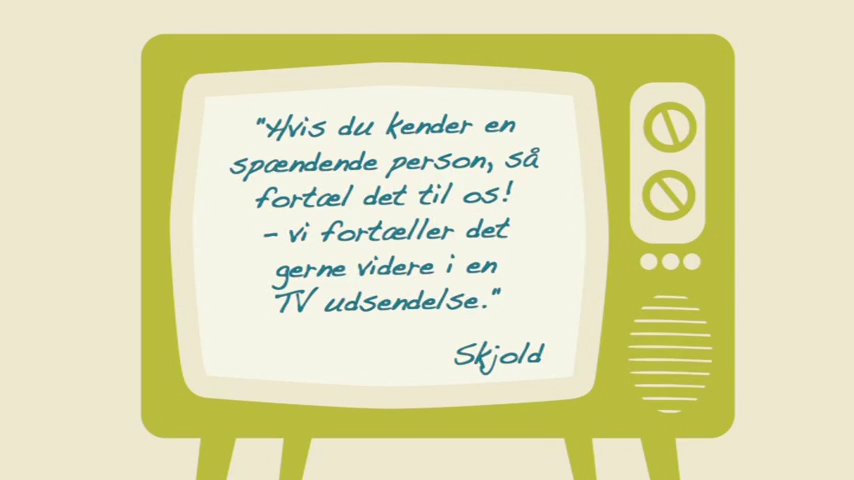 "Hvis du kender en
spændende person, så
fortæl det til os!
- vi fortæller det
gerne videre i en
TV udsendelse."
Skjold